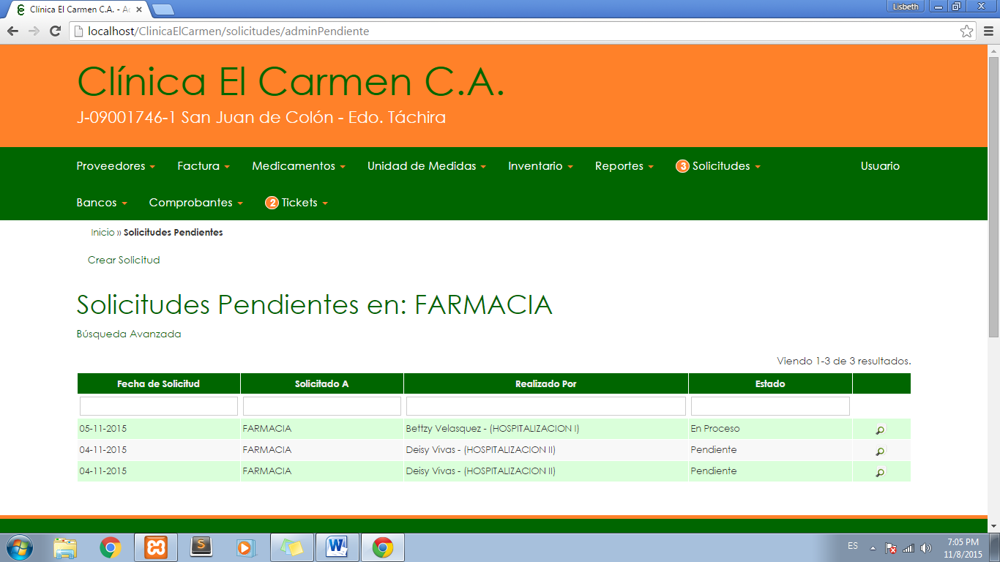 Clínica El Carmen C.A. - A
Lisbeth
localhost/ClinicaElCarmen/solicitudes/adminPendiente
Clínica El Carmen C.A.
J-09001746-1 San Juan de Colón - Edo. Táchira
Proveedores Factura Medicamentos Unidad de Medidas Inventario Reportes 3 Solicitudes Usuario
Bancos Comprobantes 2 Tickets
Inicio » Solicitudes Pendientes
Crear Solicitud
Solicitudes Pendientes en: FARMACIA
Búsqueda Avanzada
Viendo 1-3 de 3 resultados.
Fecha de Solicitud Solicitado A Realizado Por Estado
05-11-2015 FARMACIA Bettzy Velasquez - (HOSPITALIZACION I) En Proceso
04-11-2015 FARMACIA Deisy Vivas - (HOSPITALIZACION II) Pendiente
04-11-2015 FARMACIA Deisy Vivas - (HOSPITALIZACION II) Pendiente
ES
7:05 PM
11/8/2015